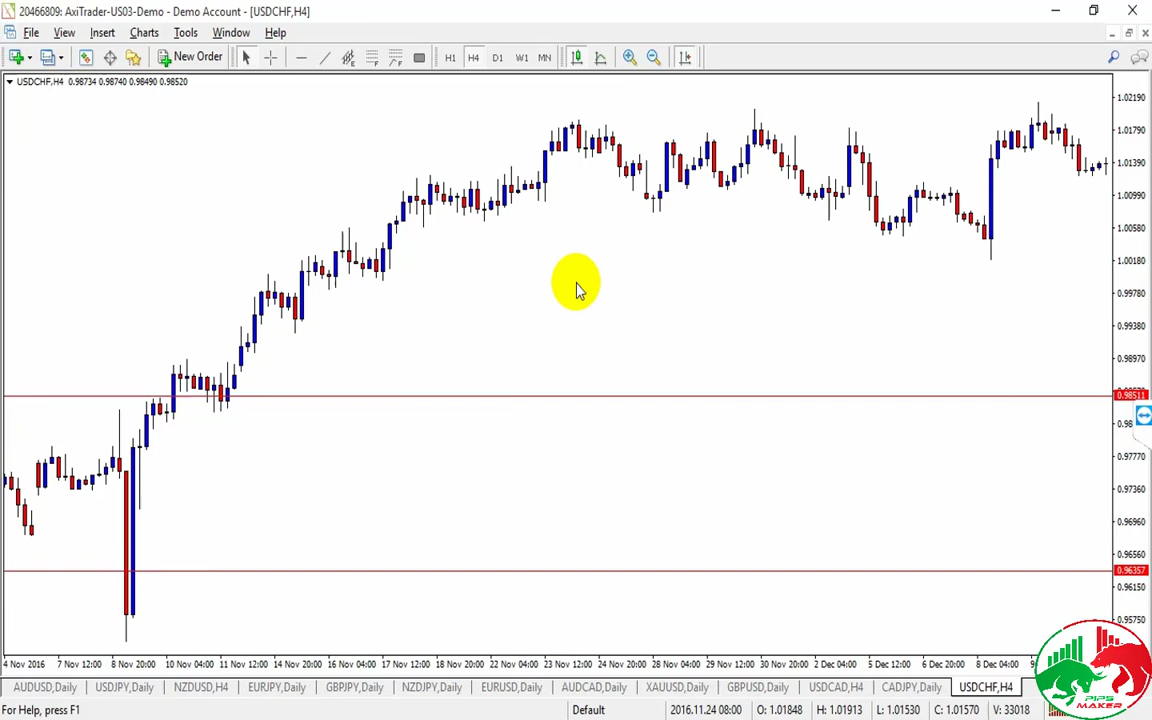 20466809: AxiTrader-US03-Demo - Demo Account - [USDCHF,H4]
File View Insert Charts Tools Window Help
New Order H1 H4 D1 W1 MN
USDCHF,H4 0.98734 0.98740 0.98490 0.98520
1.02190
1.01790
1.01390
1.00990
1.00580
1.00180
0.99780
0.99380
0.98970
0.98511
0.98
0.97770
0.97360
0.96960
0.96560
0.96357
0.96150
0.95750
4 Nov 2016 7 Nov 12:00 8 Nov 20:00 10 Nov 04:00 11 Nov 12:00 14 Nov 20:00 16 Nov 04:00 17 Nov 12:00 18 Nov 20:00 22 Nov 04:00 23 Nov 12:00 24 Nov 20:00 28 Nov 04:00 29 Nov 12:00 30 Nov 20:00 2 Dec 04:00 5 Dec 12:00 6 Dec 20:00 8 Dec 04:00
AUDUSD,Daily USDJPY,Daily NZDUSD,H4 EURJPY,Daily GBPJPY,Daily NZDJPY,Daily EURUSD,Daily AUDCAD,Daily XAUUSD,Daily GBPUSD,Daily USDCAD,H4 CADJPY,Daily USDCHF,H4
PIPS
MAKER
For Help, press F1 Default 2016.11.24 08:00 O: 1.01848 H: 1.01913 L: 1.01530 C: 1.01570 V: 33018